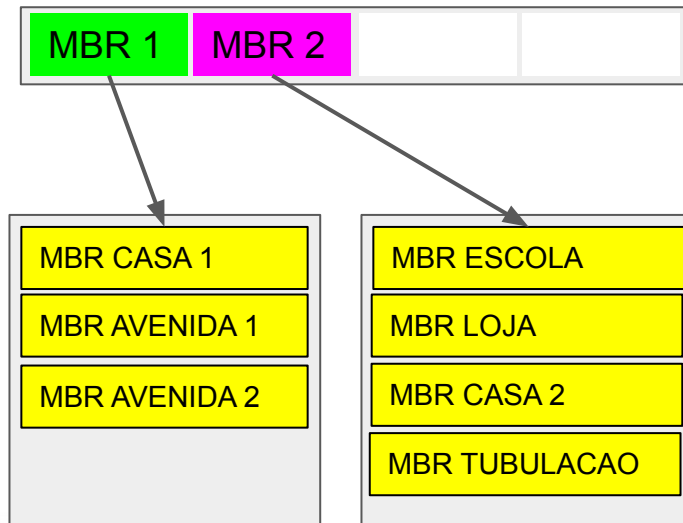 MBR 1
MBR 2
MBR CASA 1
MBR AVENIDA 1
MBR AVENIDA 2
MBR ESCOLA
MBR LOJA
MBR CASA 2
MBR TUBULACAO